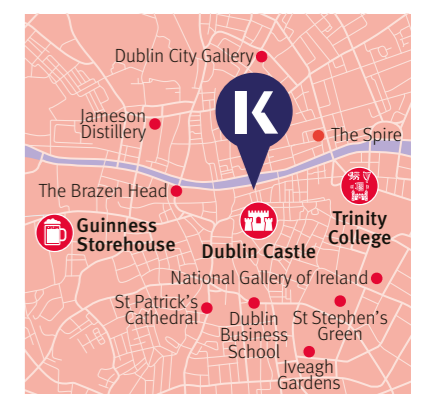 Dublin City Gallery
K
Jameson
Distillery
The Spire
The Brazen Head
Guinness
Storehouse
Trinity
College
Dublin Castle
National Gallery of Ireland
St Patrick's
Cathedral
Dublin
Business
School
St Stephen's
Green
Iveagh
Gardens